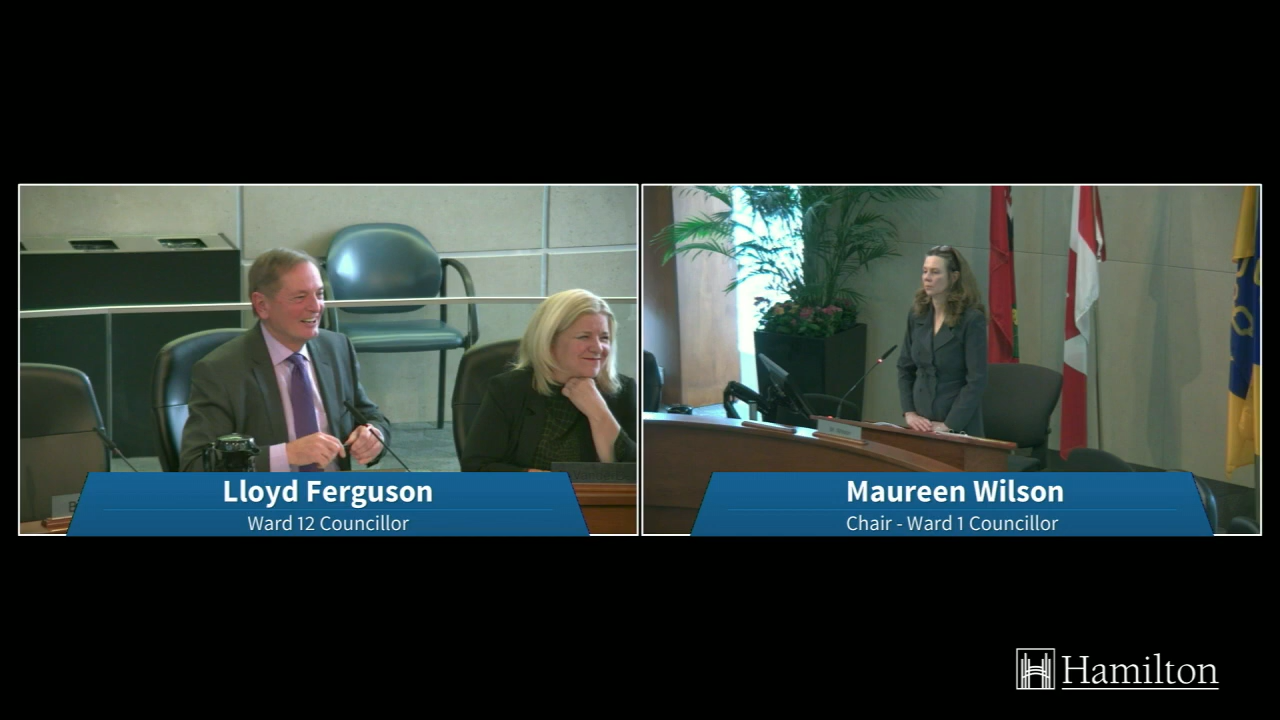 Lloyd Ferguson
Ward 12 Councillor
Maureen Wilson
Chair - Ward 1 Councillor
Hamilton